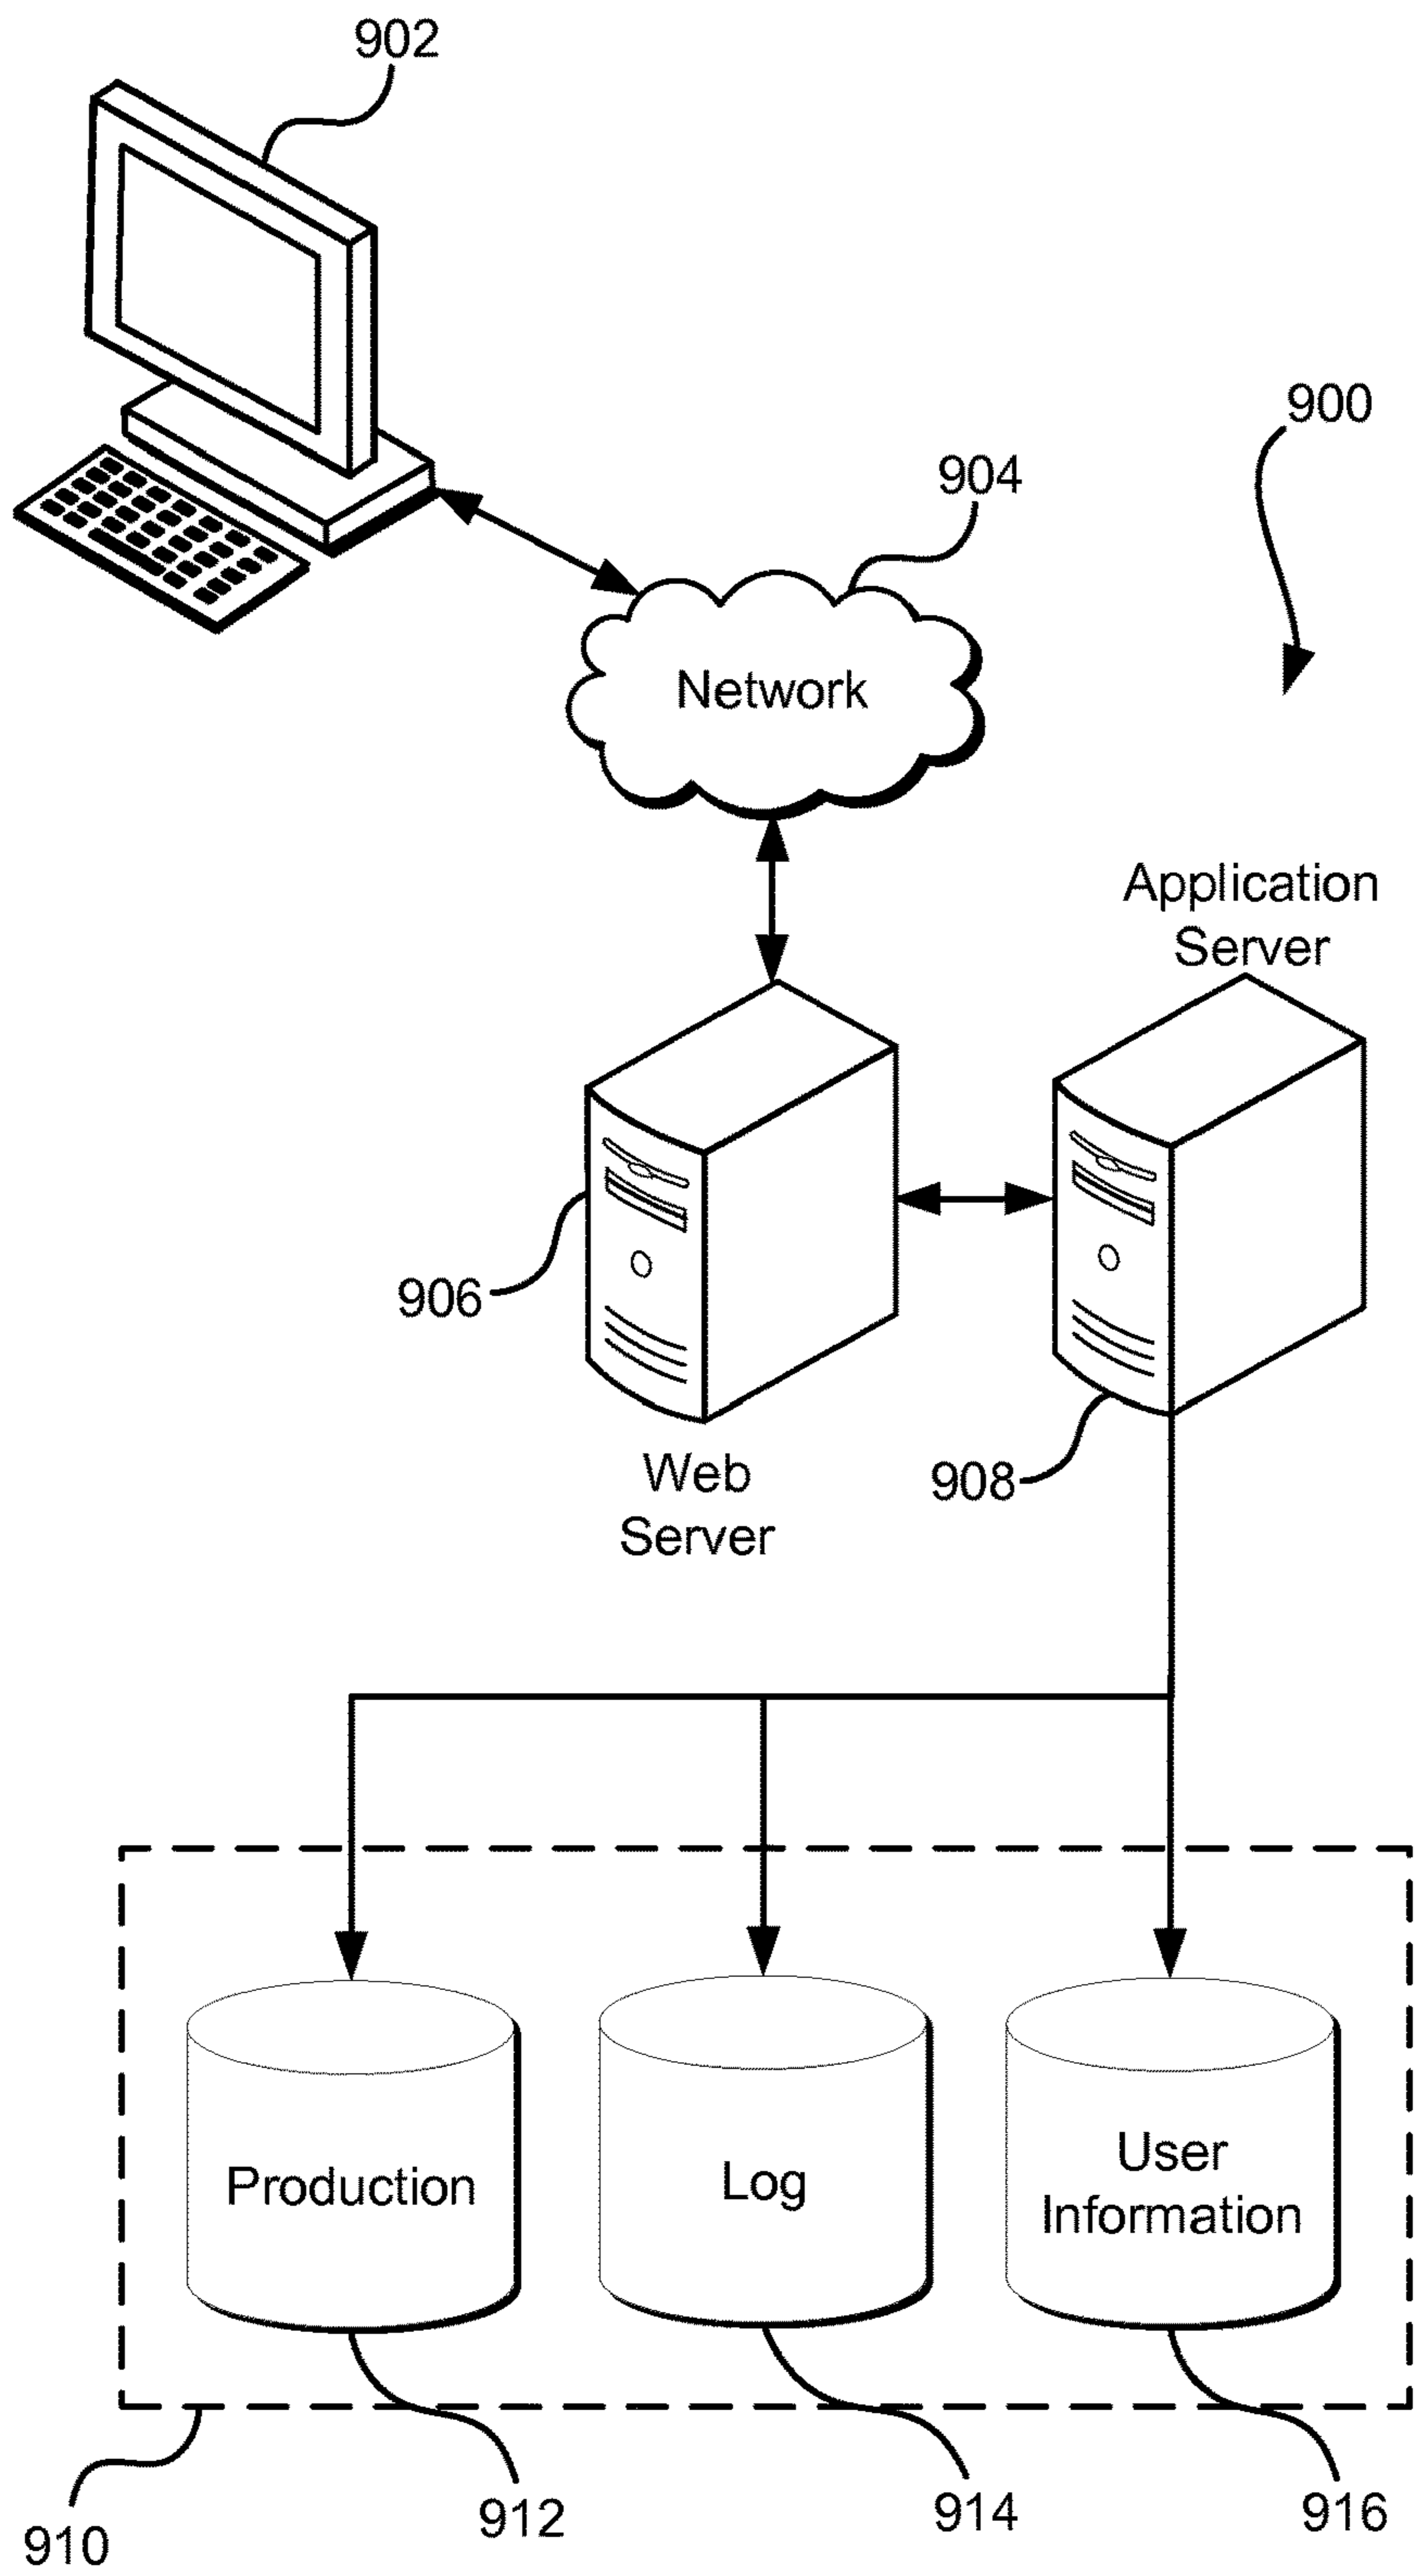 902
900
904
Network
Application
Server
906
908
Web
Server
Production
Log
User
Information
910
912
914
916